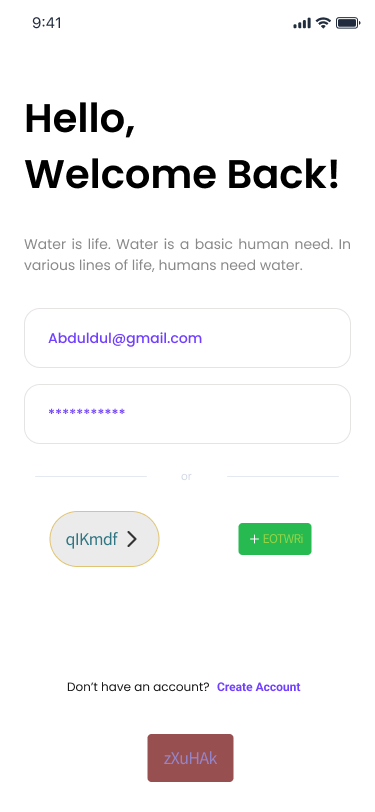 9:41
Hello,
Welcome Back!
Water is life. Water is a basic human need. In
various lines of life, humans need water.
Abduldul@gmail.com
***********
or
qIKmdf
+ EOTWRi
Don't have an account? Create Account
zXuHAk